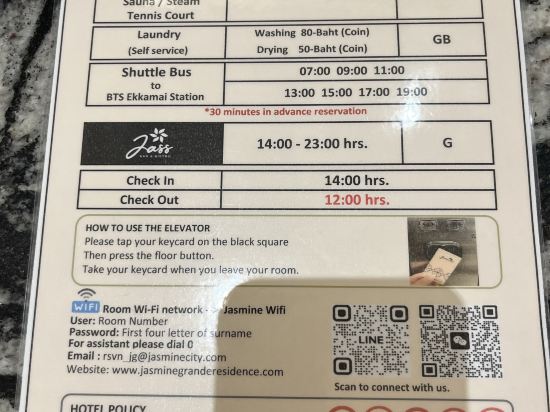 Sauna / Steam
Tennis Court
Laundry
(Self service)
Washing 80-Baht (Coin)
Drying 50-Baht (Coin)
GB
Shuttle Bus
to
BTS Ekkamai Station
07:00 09:00 11:00
13:00 15:00 17:00 19:00
*30 minutes in advance reservation
Jass
BAR & BISTRO
14:00 - 23:00 hrs.
G
Check In
14:00 hrs.
Check Out
12:00 hrs.
HOW TO USE THE ELEVATOR
Please tap your keycard on the black square
Then press the floor button.
Take your keycard when you leave your room.
WiFi Room Wi-Fi network - > Jasmine Wifi
User: Room Number
Password: First four letter of surname
For assistant please dial 0
Email : rsvn_jg@jasminecity.com
Website: www.jasminegranderesidence.com
LINE
Scan to connect with us.
HOTEL POLICY